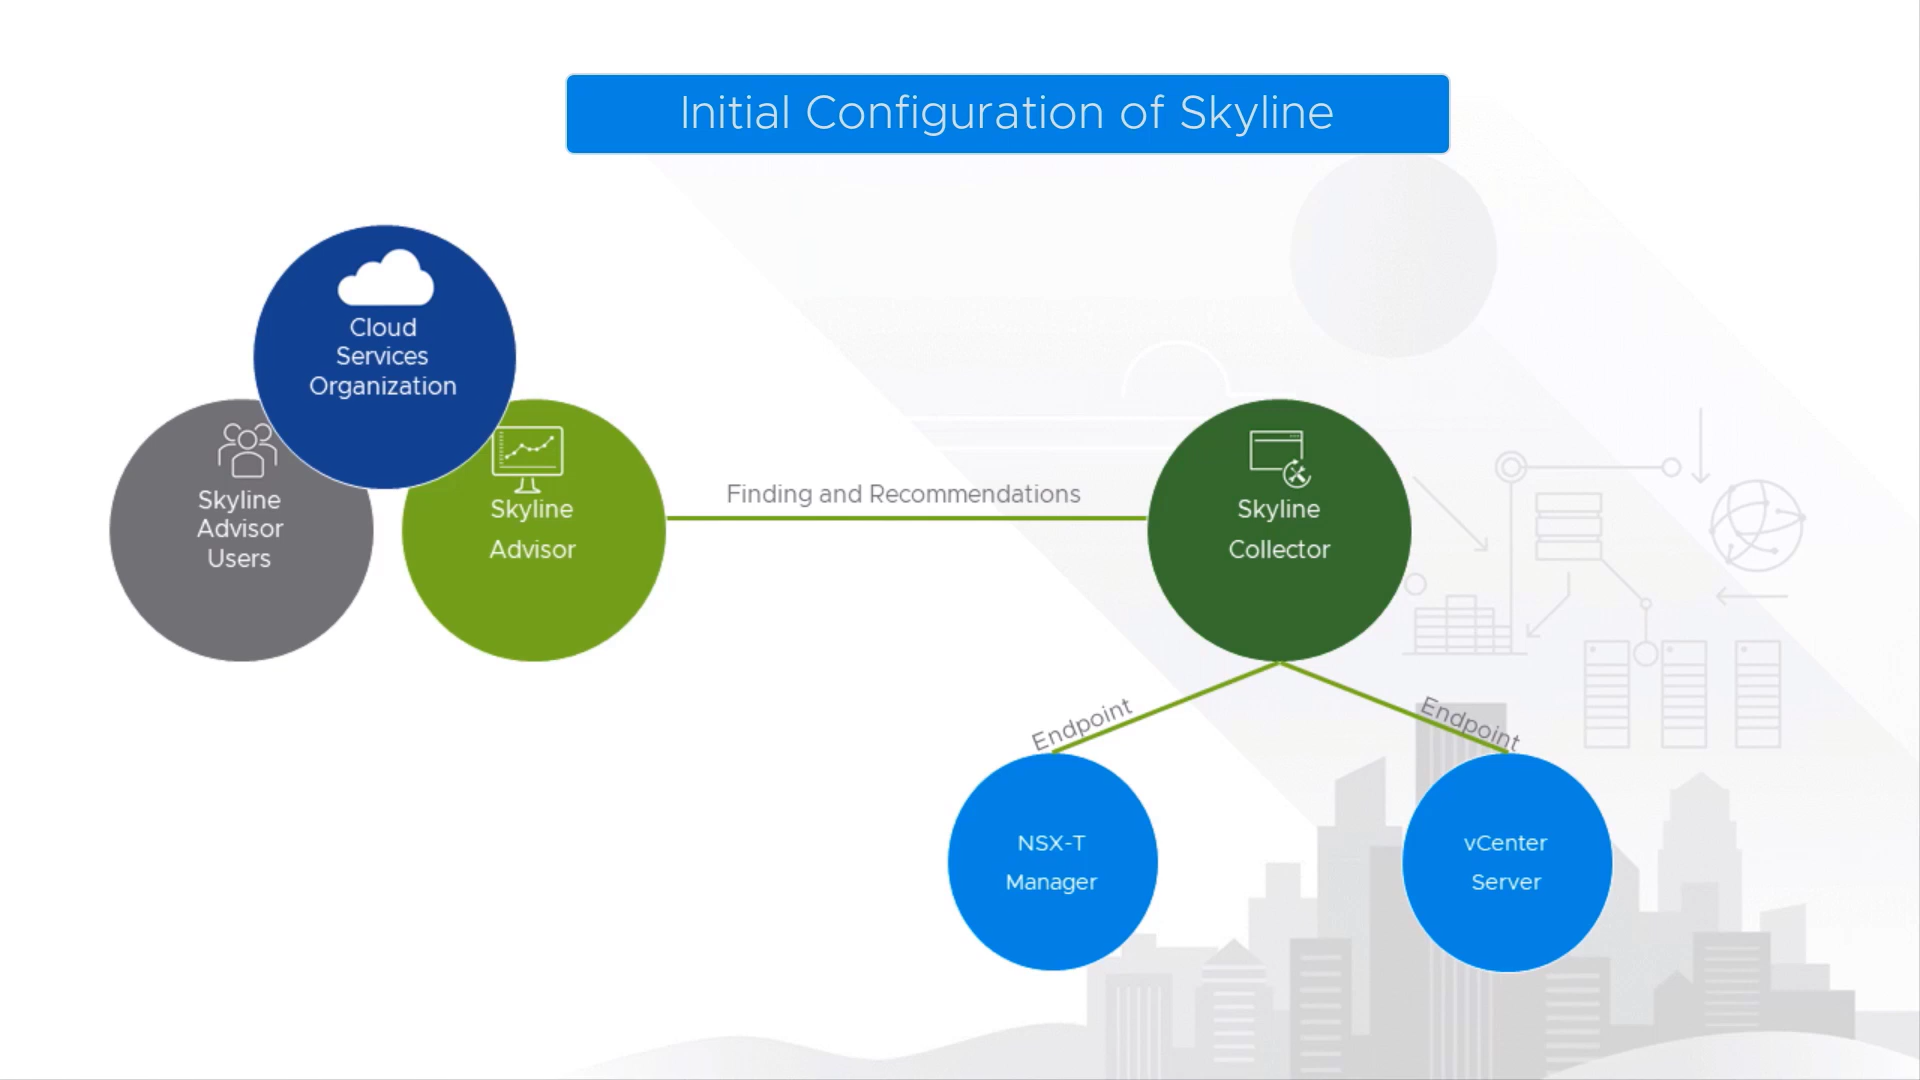 Initial Configuration of Skyline
Cloud
Services
Organization
Skyline
Advisor
Users
Skyline
Advisor
Finding and Recommendations
Skyline
Collector
Endpoint
Endpoint
NSX-T
Manager
vCenter
Server